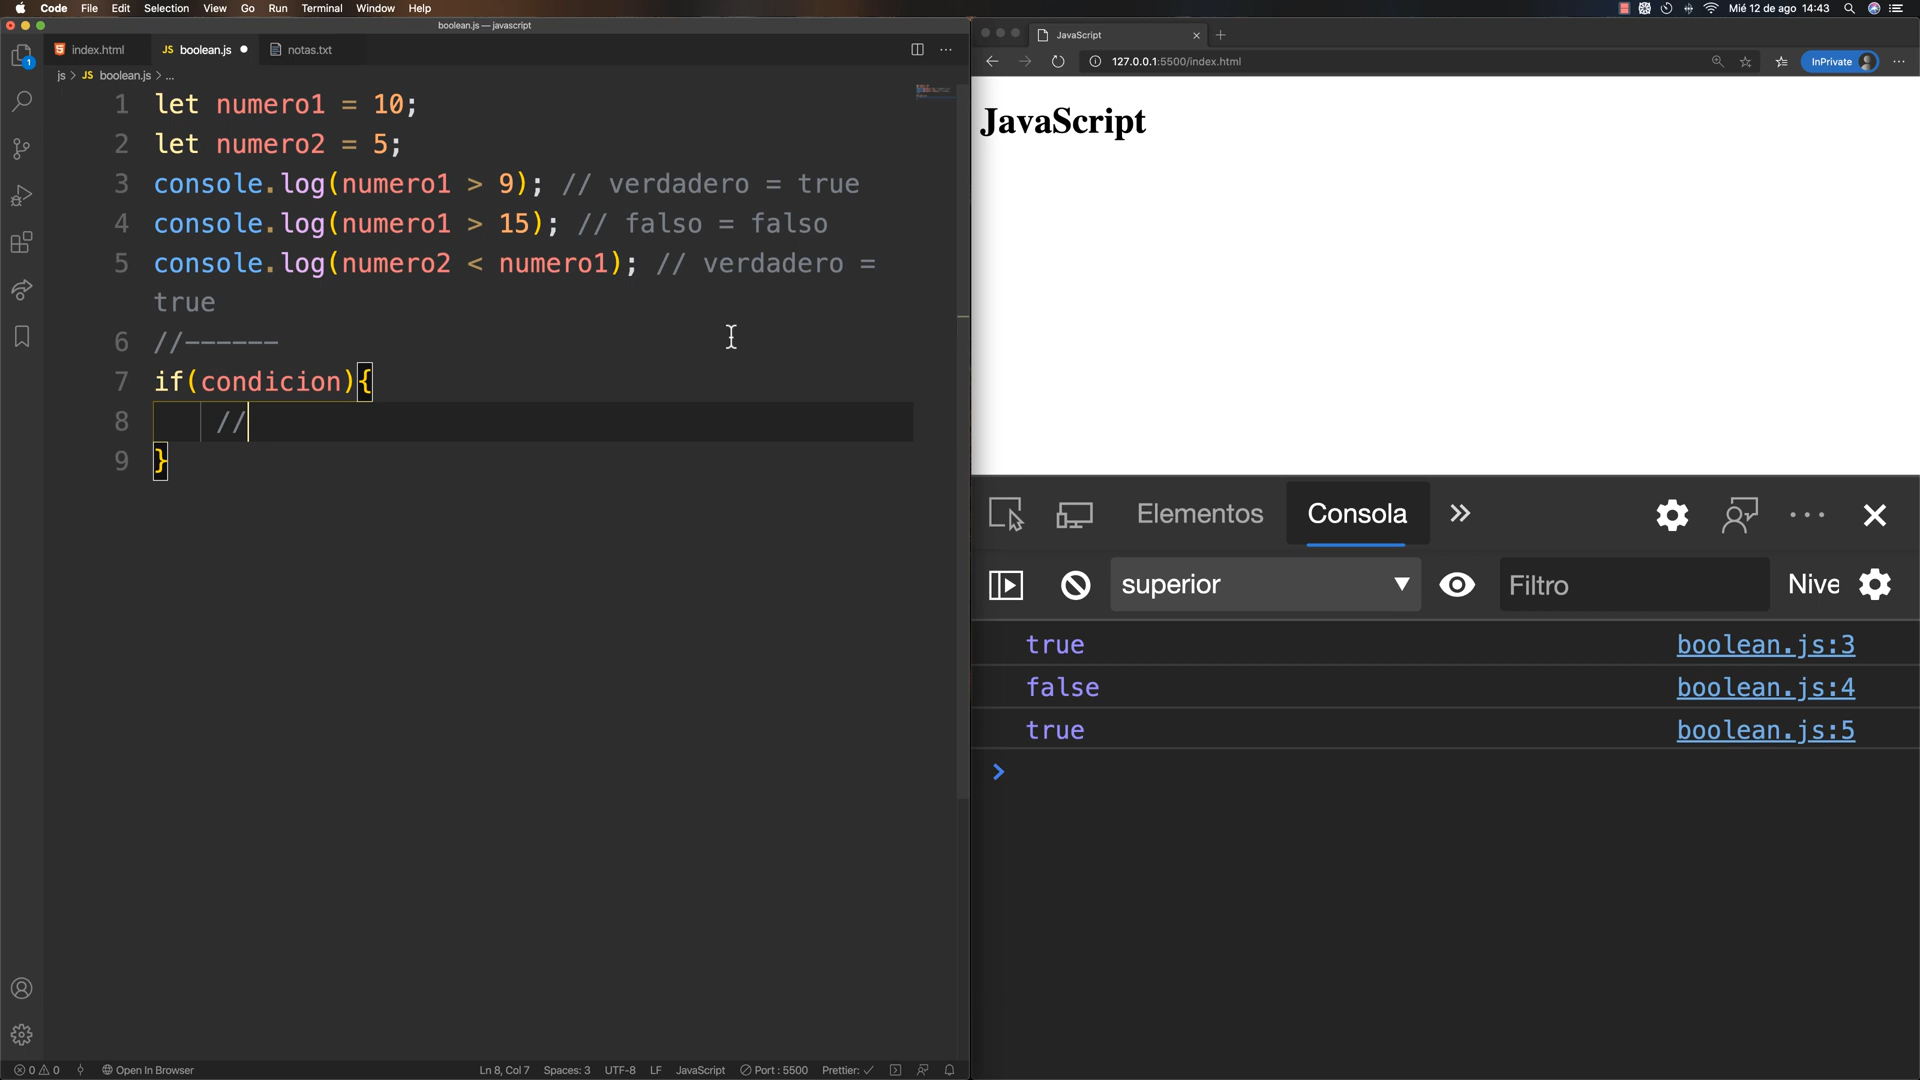 Code File Edit Selection View Go Run Terminal Window Help
Mié 12 de ago 14:43
boolean.js — javascript
index.html
JS boolean.js
notas.txt
js > JS boolean.js > ...
1 let numero1 = 10;
2 let numero2 = 5;
3 console.log(numero1 > 9); // verdadero = true
4 console.log(numero1 > 15); // falso = falso
5 console.log(numero2 < numero1); // verdadero =
true
6 //------
7 if(condicion){
8 //
9 }
1
0 0 Open In Browser
Ln 8, Col 7 Spaces: 3 UTF-8 LF JavaScript Port : 5500 Prettier: ✓
JavaScript
127.0.0.1:5500/index.html
InPrivate
JavaScript
Elementos Consola
superior
Filtro
Nive
true boolean.js:3
false boolean.js:4
true boolean.js:5